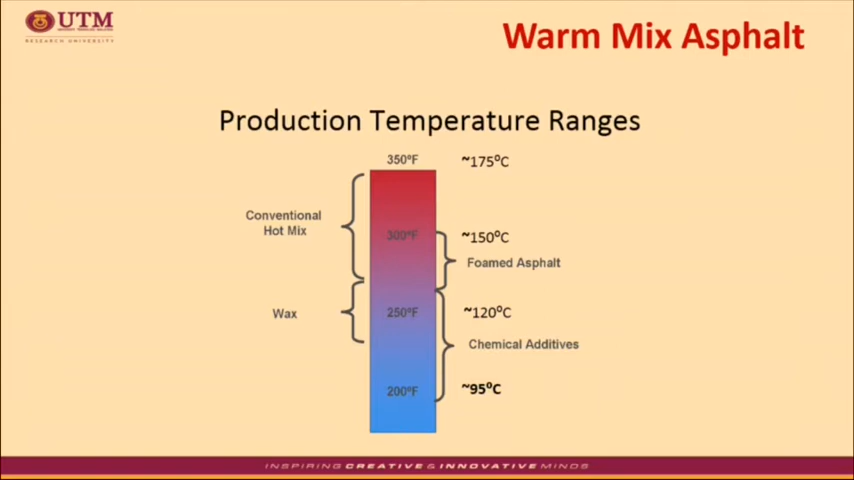 UTM
RESEARCH UNIVERSITY
Warm Mix Asphalt
Production Temperature Ranges
350ºF
~175ºC
Conventional
Hot Mix
300ºF
~150ºC
Foamed Asphalt
Wax
250ºF
~120ºC
Chemical Additives
200ºF
~95ºC
INSPIRING CREATIVE & INNOVATIVE MINDS